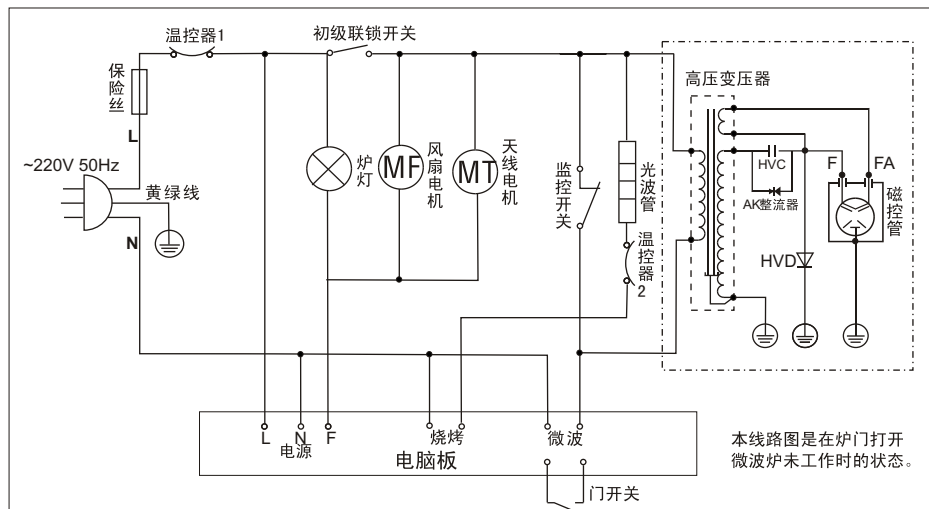 温控器1
初级联锁开关
保险丝
L
~220V 50Hz
黄绿线
N
炉灯
MF
风扇电机
MT
天线电机
监控开关
光波管
温控器2
高压变压器
HVC
AK整流器
HVD
F
FA
磁控管
L
N
F
电源
烧烤
微波
电脑板
门开关
本线路图是在炉门打开
微波炉未工作时的状态。